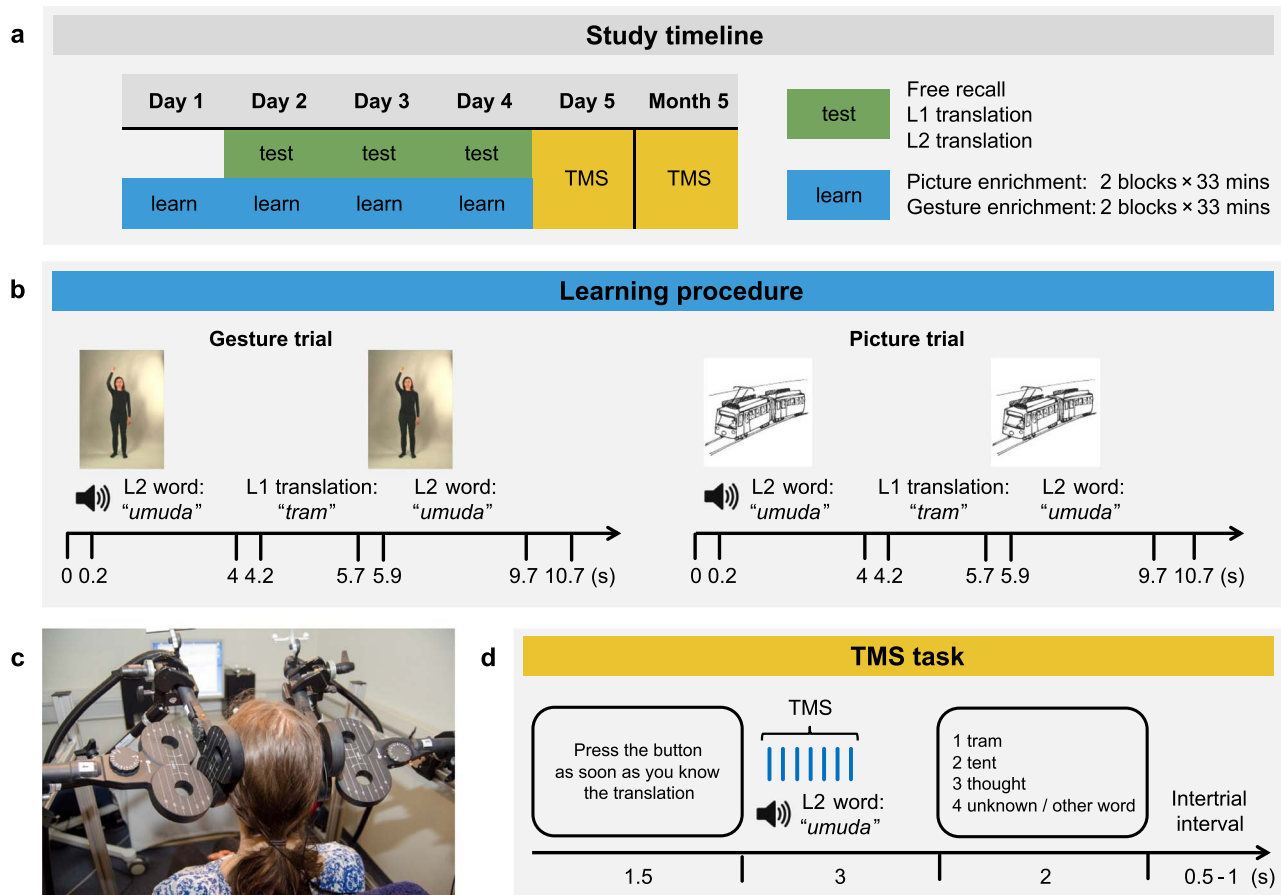 a
Study timeline
Day 1 Day 2 Day 3 Day 4 Day 5 Month 5
test test test
TMS TMS
learn learn learn learn
test
Free recall
L1 translation
L2 translation
learn
Picture enrichment: 2 blocks × 33 mins
Gesture enrichment: 2 blocks × 33 mins
b
Learning procedure
Gesture trial
L2 word:
“umuda”
L1 translation:
“tram”
L2 word:
“umuda”
0 0.2 4 4.2 5.7 5.9 9.7 10.7 (s)
Picture trial
L2 word:
“umuda”
L1 translation:
“tram”
L2 word:
“umuda”
0 0.2 4 4.2 5.7 5.9 9.7 10.7 (s)
c
d
TMS task
Press the button
as soon as you know
the translation
TMS
L2 word:
“umuda”
1 tram
2 tent
3 thought
4 unknown / other word
Intertrial
interval
1.5 3 2 0.5 - 1 (s)